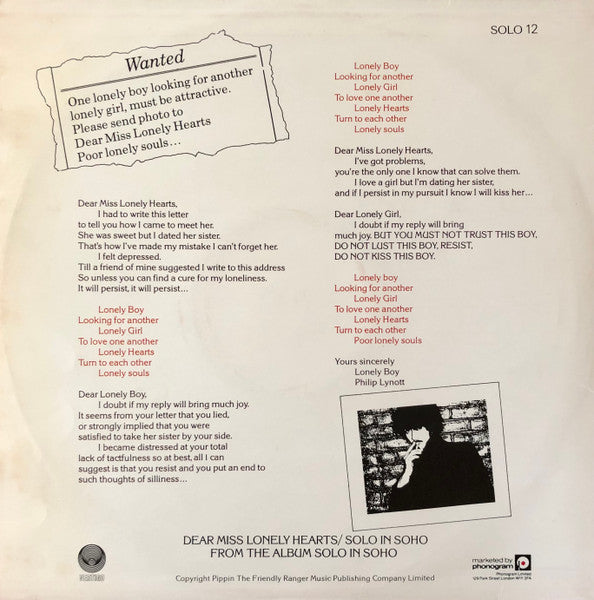 SOLO 12
Wanted
One lonely boy looking for another
lonely girl, must be attractive.
Please send photo to
Dear Miss Lonely Hearts
Poor lonely souls...
Dear Miss Lonely Hearts,
I had to write this letter
to tell you how I came to meet her.
She was sweet but I dated her sister.
That's how I've made my mistake I can't forget her.
I felt depressed.
Till a friend of mine suggested I write to this address
So unless you can find a cure for my loneliness.
It will persist, it will persist...
Lonely Boy
Looking for another
Lonely Girl
To love one another
Lonely Hearts
Turn to each other
Lonely souls
Dear Lonely Boy,
I doubt if my reply will bring much joy.
It seems from your letter that you lied,
or strongly implied that you were
satisfied to take her sister by your side.
I became distressed at your total
lack of tactfulness so at best, all I can
suggest is that you resist and you put an end to
such thoughts of silliness...
Lonely Boy
Looking for another
Lonely Girl
To love one another
Lonely Hearts
Turn to each other
Lonely souls
Dear Miss Lonely Hearts,
I've got problems,
you're the only one I know that can solve them.
I love a girl but I'm dating her sister,
and if I persist in my pursuit I know I will kiss her...
Dear Lonely Girl,
I doubt if my reply will bring
much joy. BUT YOU MUST NOT TRUST THIS BOY,
DO NOT LUST THIS BOY, RESIST,
DO NOT KISS THIS BOY.
Lonely boy
Looking for another
Lonely Girl
To love one another
Lonely Hearts
Turn to each other
Poor lonely souls
Yours sincerely
Lonely Boy
Philip Lynott
DEAR MISS LONELY HEARTS/ SOLO IN SOHO
FROM THE ALBUM SOLO IN SOHO
vertigo
Copyright Pippin The Friendly Ranger Music Publishing Company Limited
marketed by
phonogram
Phonogram Limited
129 Park Street London W1Y 3FA